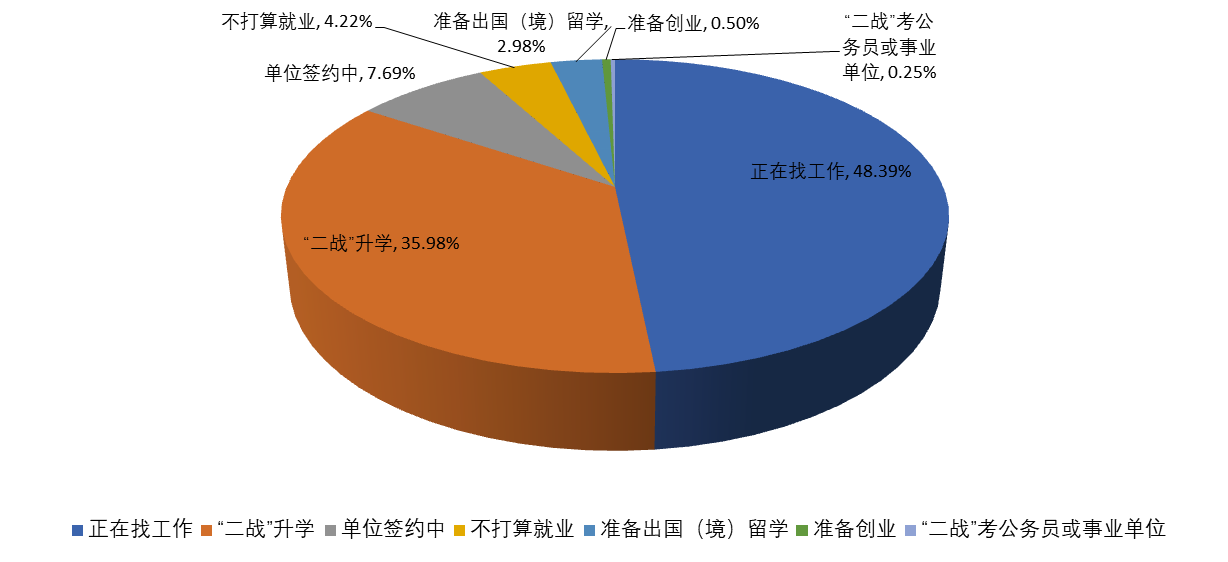 不打算就业, 4.22%
准备出国（境）留学,
2.98%
准备创业, 0.50%
“二战”考公
务员或事业
单位, 0.25%
单位签约中, 7.69%
正在找工作, 48.39%
“二战”升学, 35.98%
正在找工作 “二战”升学 单位签约中 不打算就业 准备出国（境）留学 准备创业 “二战”考公务员或事业单位